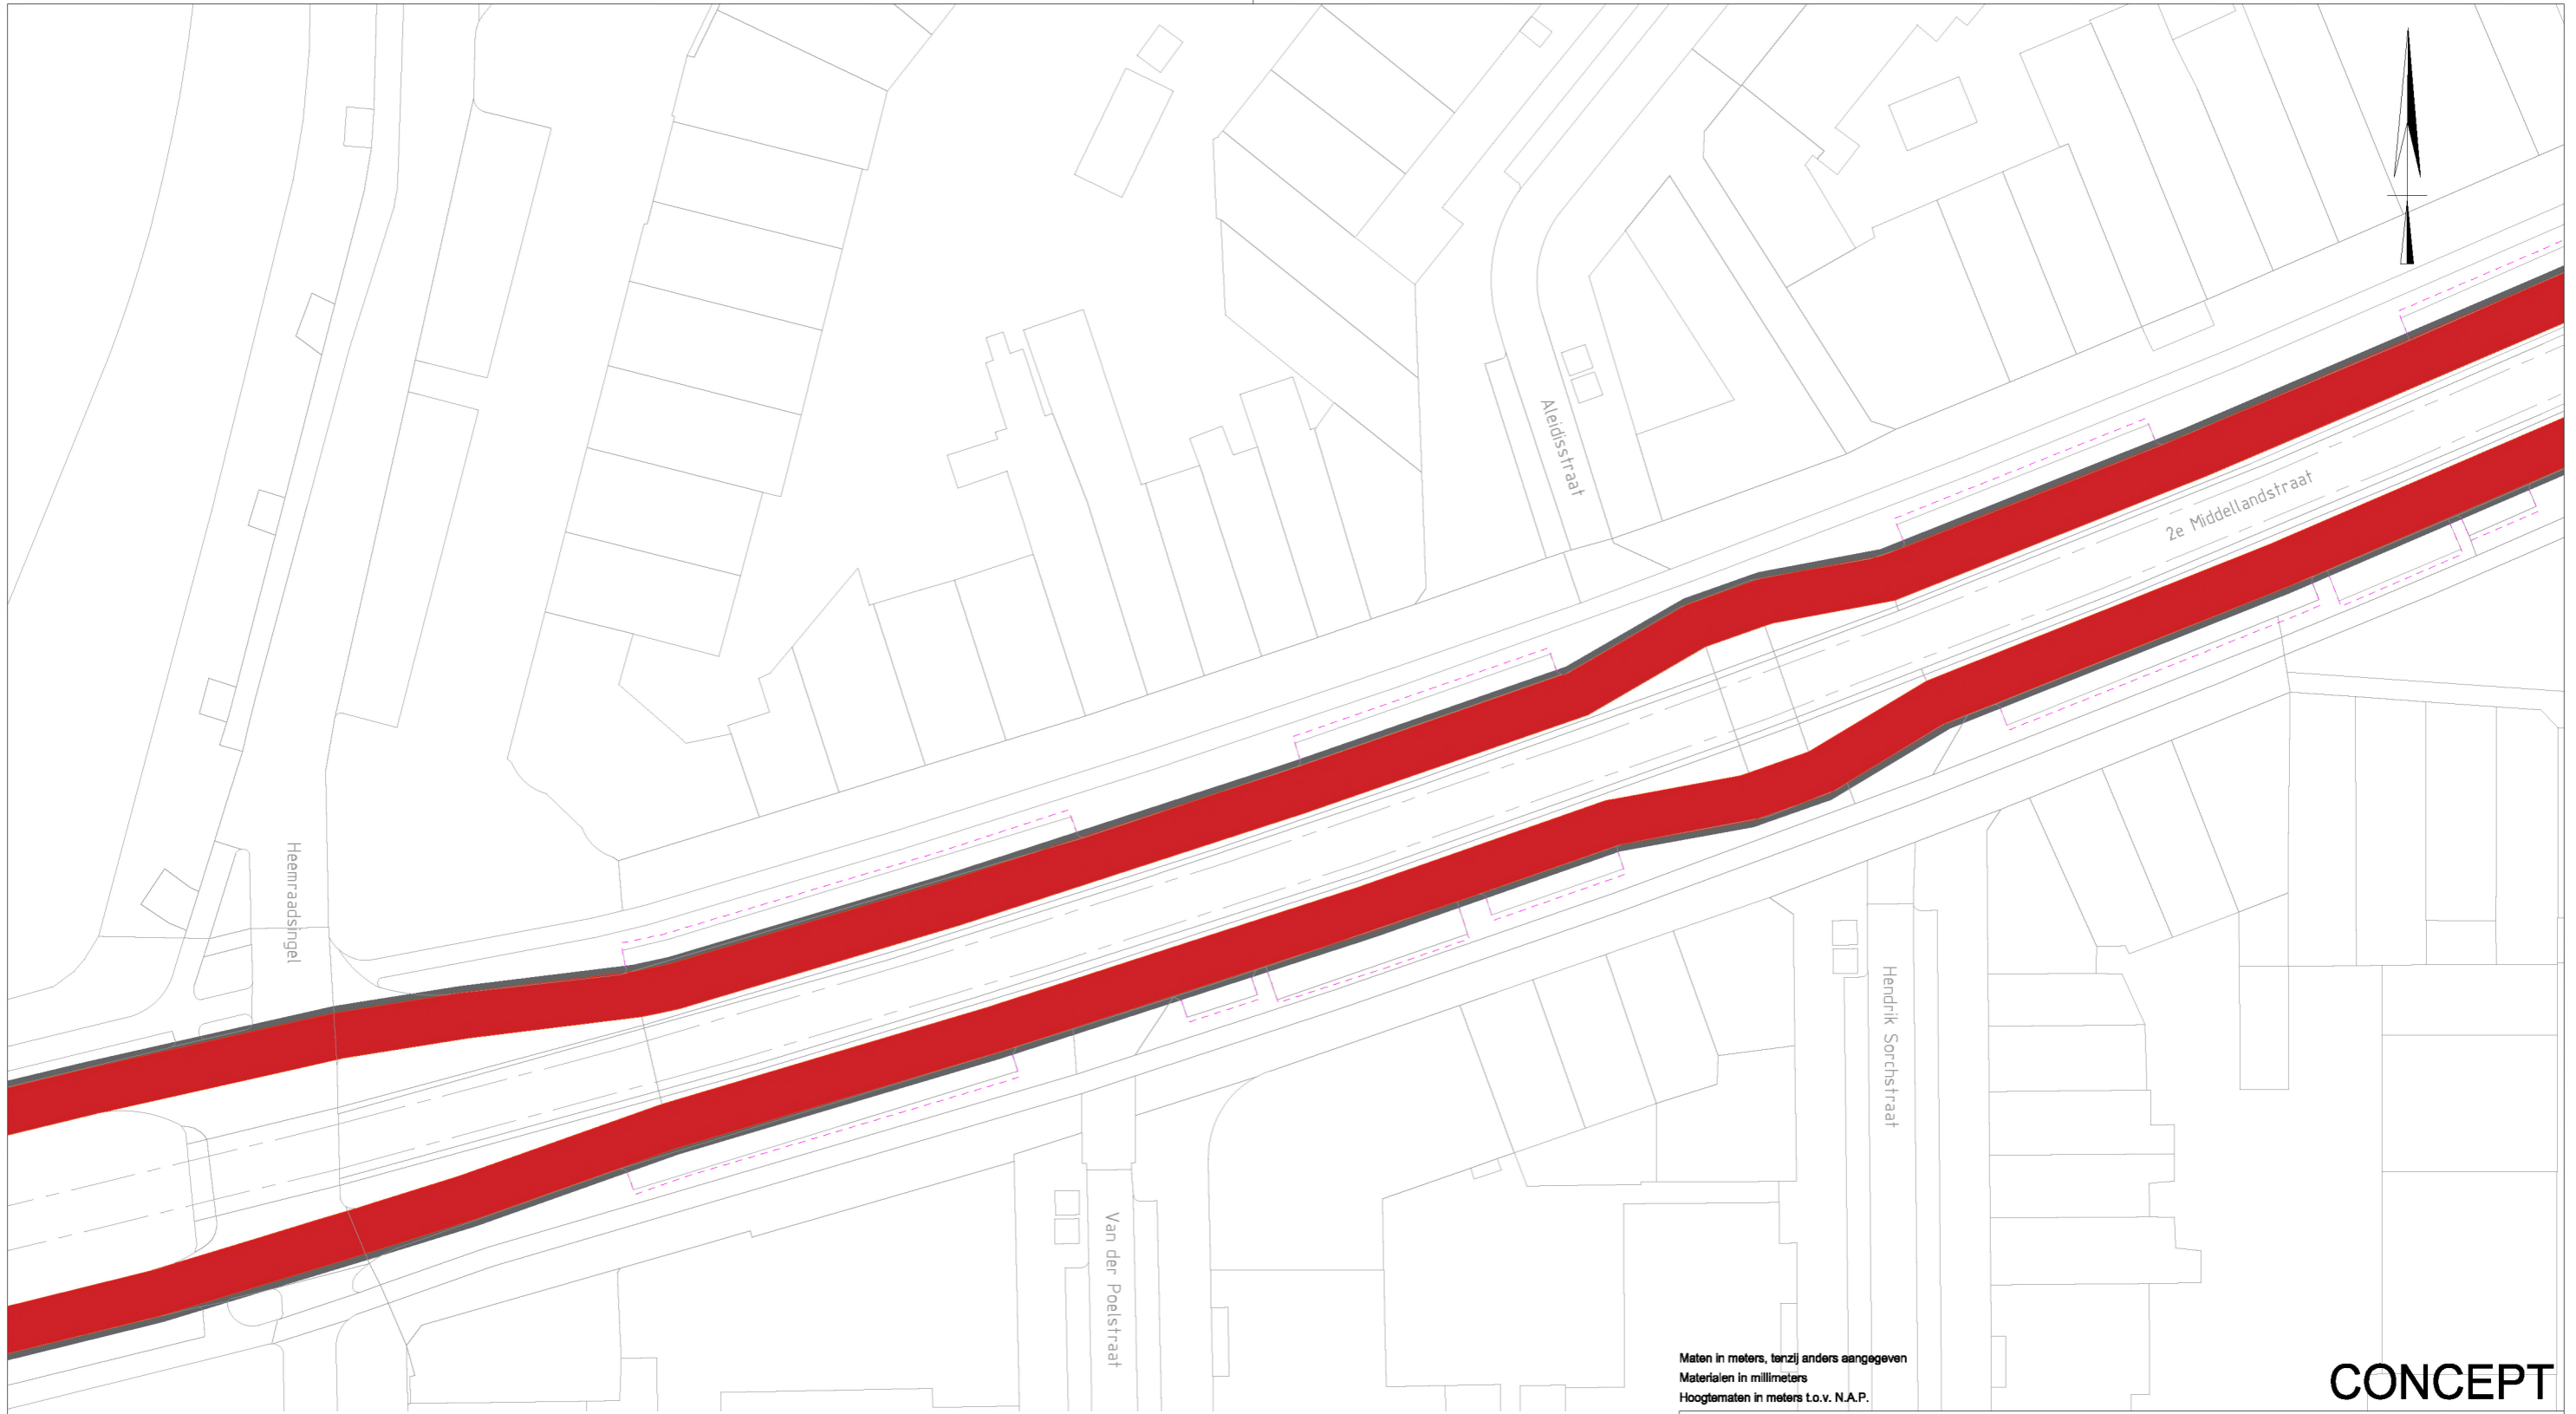 Aleidisstraat
2e Middellandstraat
Heemraadsingel
Hendrik Sorchstraat
Van der Poelstraat
Maten in meters, tenzij anders aangegeven
Materialen in millimeters
Hoogtematen in meters t.o.v. N.A.P.
CONCEPT